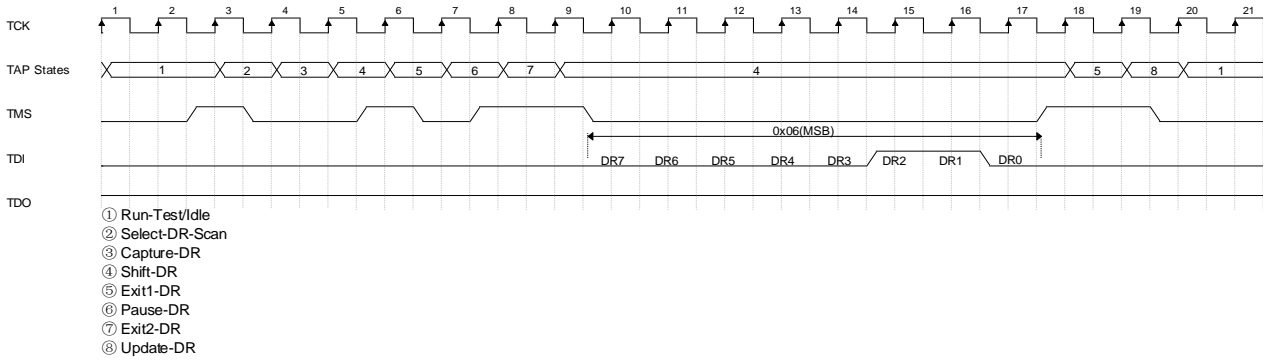 1 2 3 4 5 6 7 8 9 10 11 12 13 14 15 16 17 18 19 20 21
TCK
TAP States 1 2 3 4 5 6 7 4 5 8 1
TMS
0x06(MSB)
TDI DR7 DR6 DR5 DR4 DR3 DR2 DR1 DR0
TDO
① Run-Test/Idle
② Select-DR-Scan
③ Capture-DR
④ Shift-DR
⑤ Exit1-DR
⑥ Pause-DR
⑦ Exit2-DR
⑧ Update-DR